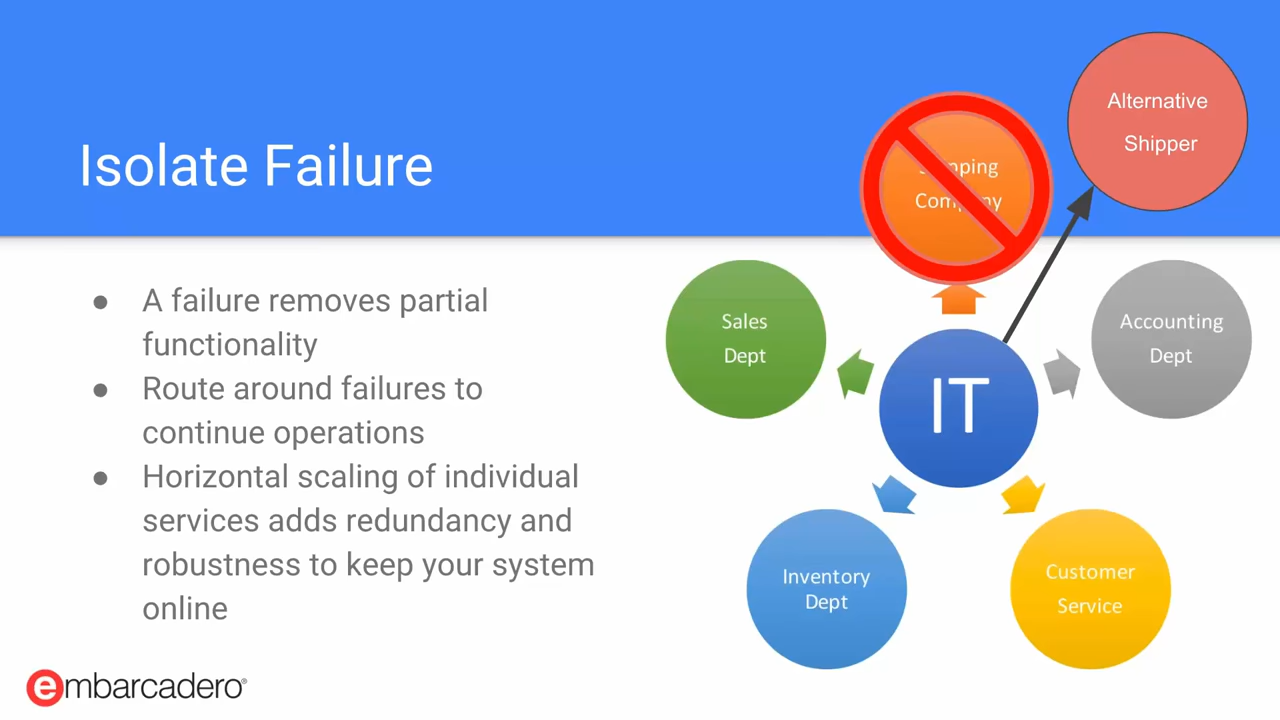 Isolate Failure
● A failure removes partial
functionality
● Route around failures to
continue operations
● Horizontal scaling of individual
services adds redundancy and
robustness to keep your system
online
Alternative
Shipper
Sales
Dept
IT
Accounting
Dept
Inventory
Dept
Customer
Service
embarcadero®